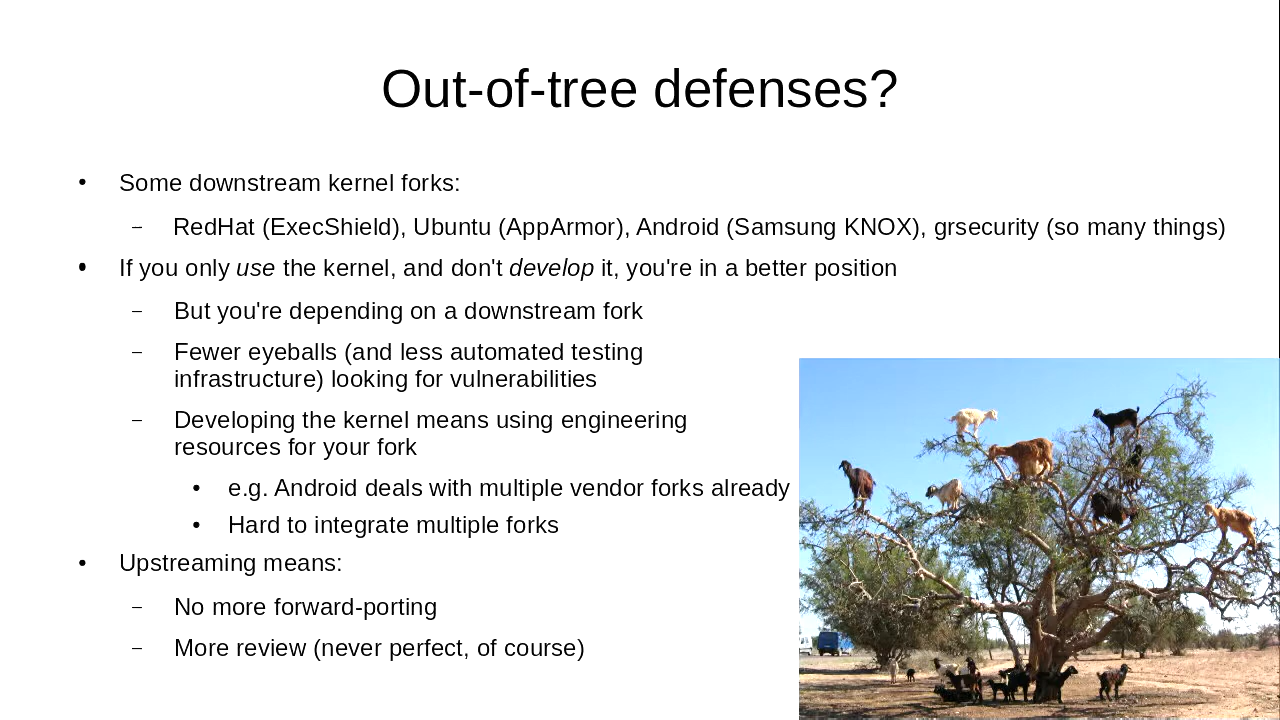 Out-of-tree defenses?
• Some downstream kernel forks:
– RedHat (ExecShield), Ubuntu (AppArmor), Android (Samsung KNOX), grsecurity (so many things)
• If you only use the kernel, and don't develop it, you're in a better position
– But you're depending on a downstream fork
– Fewer eyeballs (and less automated testing
infrastructure) looking for vulnerabilities
– Developing the kernel means using engineering
resources for your fork
• e.g. Android deals with multiple vendor forks already
• Hard to integrate multiple forks
• Upstreaming means:
– No more forward-porting
– More review (never perfect, of course)